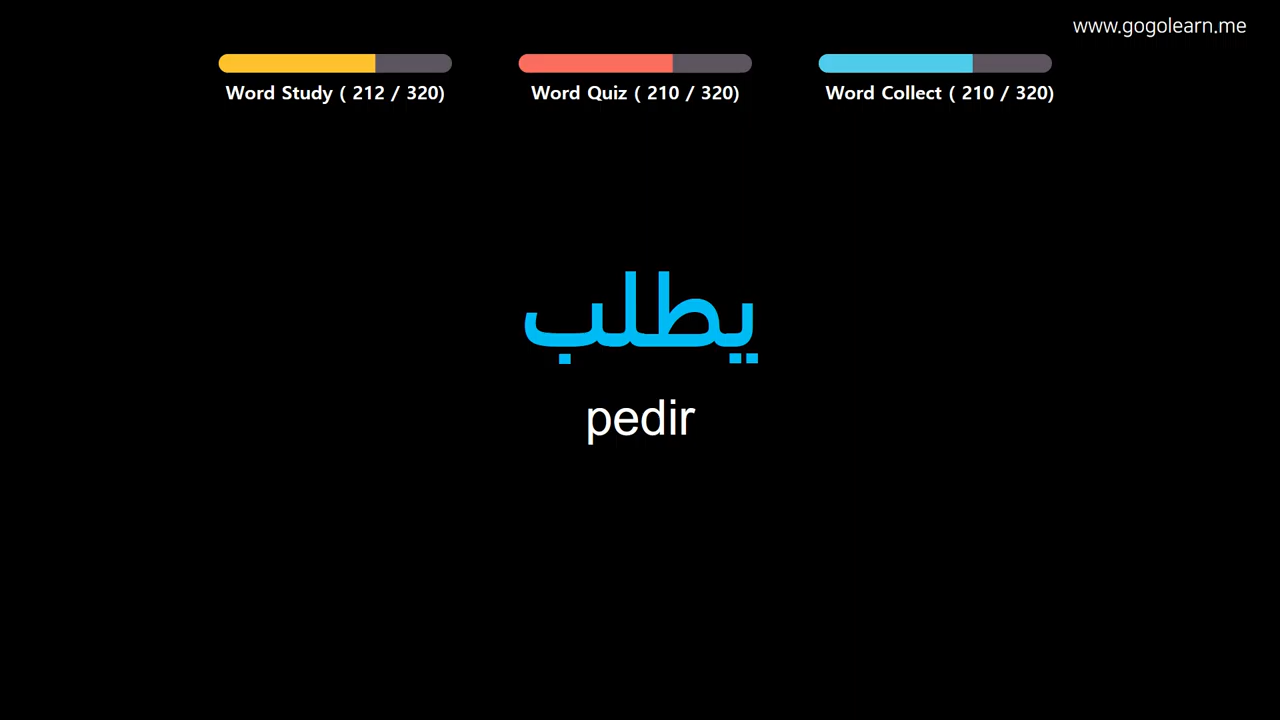 www.gogolearn.me
Word Study ( 212 / 320)
Word Quiz ( 210 / 320)
Word Collect ( 210 / 320)
يطلب
pedir